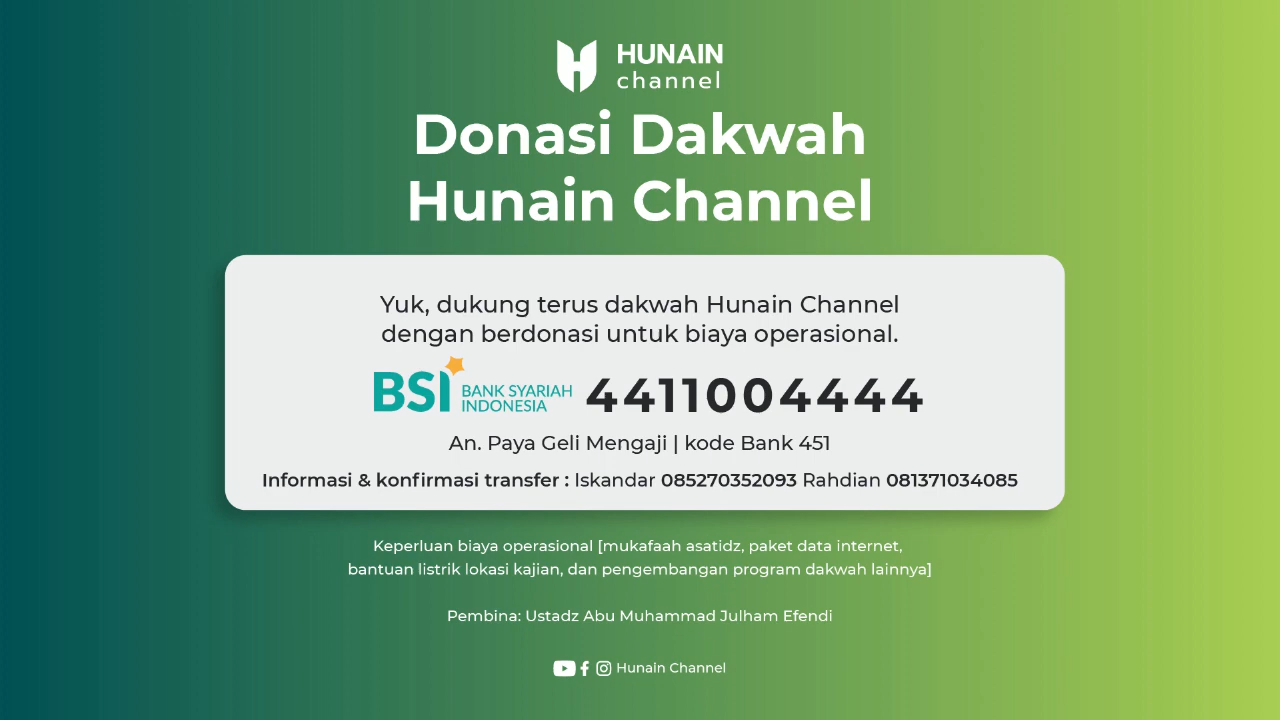 HUNAIN
channel
Donasi Dakwah
Hunain Channel
Yuk, dukung terus dakwah Hunain Channel
dengan berdonasi untuk biaya operasional.
BSI BANK SYARIAH INDONESIA 4411004444
An. Paya Geli Mengaji | kode Bank 451
Informasi & konfirmasi transfer : Iskandar 085270352093 Rahdian 081371034085
Keperluan biaya operasional [mukafaah asatidz, paket data internet,
bantuan listrik lokasi kajian, dan pengembangan program dakwah lainnya]
Pembina: Ustadz Abu Muhammad Julham Efendi
Hunain Channel